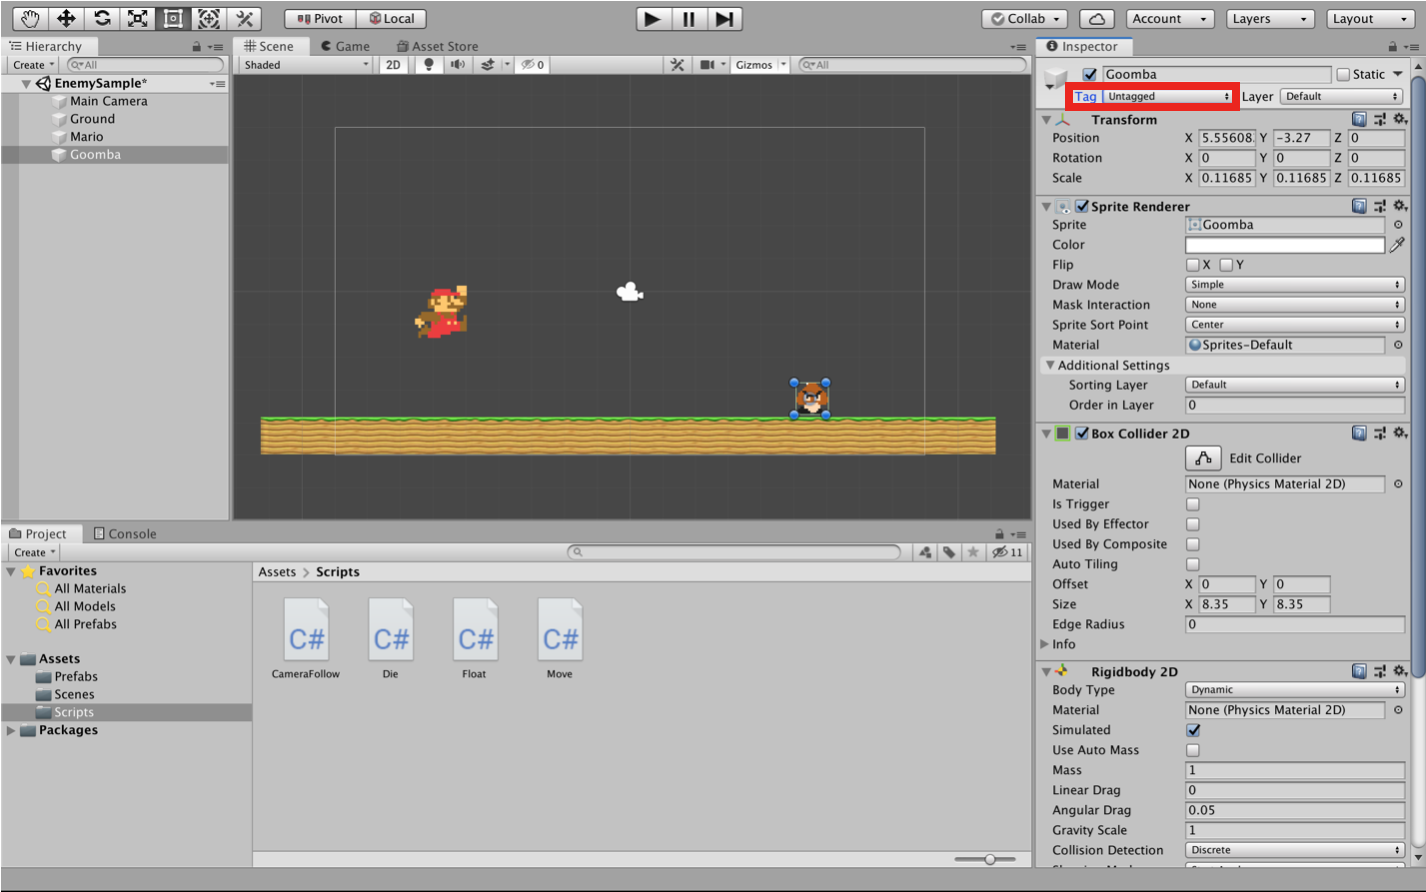 Pivot Local Collab Account Layers Layout
Hierarchy
Create All
EnemySample*
Main Camera
Ground
Mario
Goomba
Scene Game Asset Store
Shaded 2D 0 Gizmos All
Inspector
Goomba Static
Tag Untagged Layer Default
Transform
Position X 5.55608 Y -3.27 Z 0
Rotation X 0 Y 0 Z 0
Scale X 0.11685 Y 0.11685 Z 0.11685
Sprite Renderer
Sprite Goomba
Color
Flip X Y
Draw Mode Simple
Mask Interaction None
Sprite Sort Point Center
Material Sprites-Default
Additional Settings
Sorting Layer Default
Order in Layer 0
Box Collider 2D
Edit Collider
Material None (Physics Material 2D)
Is Trigger
Used By Effector
Used By Composite
Auto Tiling
Offset X 0 Y 0
Size X 8.35 Y 8.35
Edge Radius 0
Info
Rigidbody 2D
Body Type Dynamic
Material None (Physics Material 2D)
Simulated
Use Auto Mass
Mass 1
Linear Drag 0
Angular Drag 0.05
Gravity Scale 1
Collision Detection Discrete
Project Console
Create 11
Favorites
All Materials
All Models
All Prefabs
Assets
Prefabs
Scenes
Scripts
Packages
Assets > Scripts
C# C# C# C#
CameraFollow Die Float Move